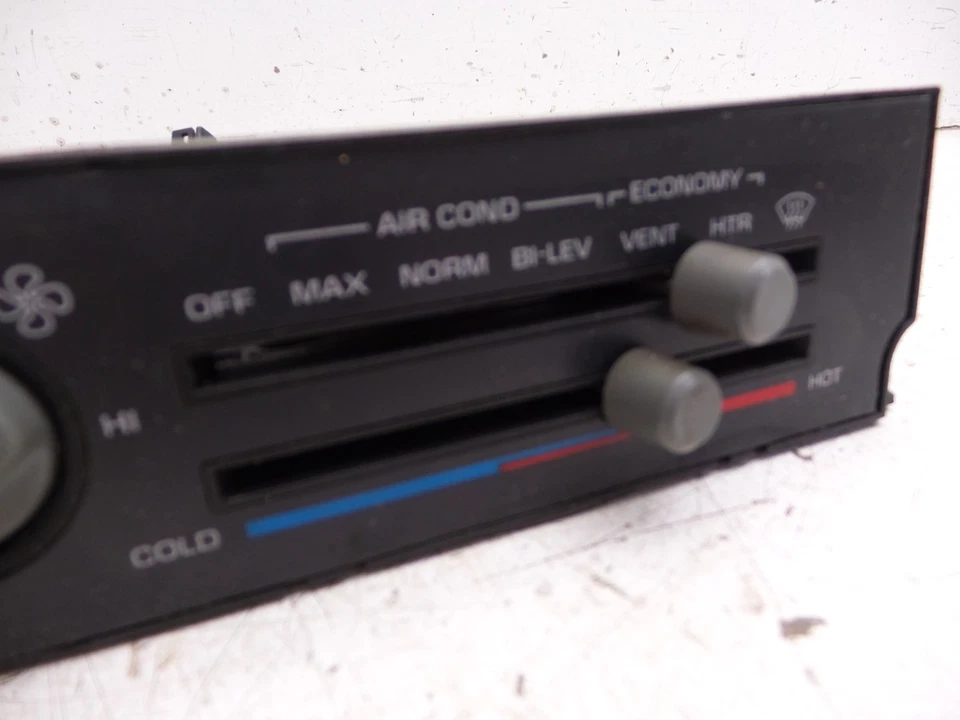 AIR COND ECONOMY
OFF MAX NORM BI-LEV VENT HTR
HI
HOT
COLD